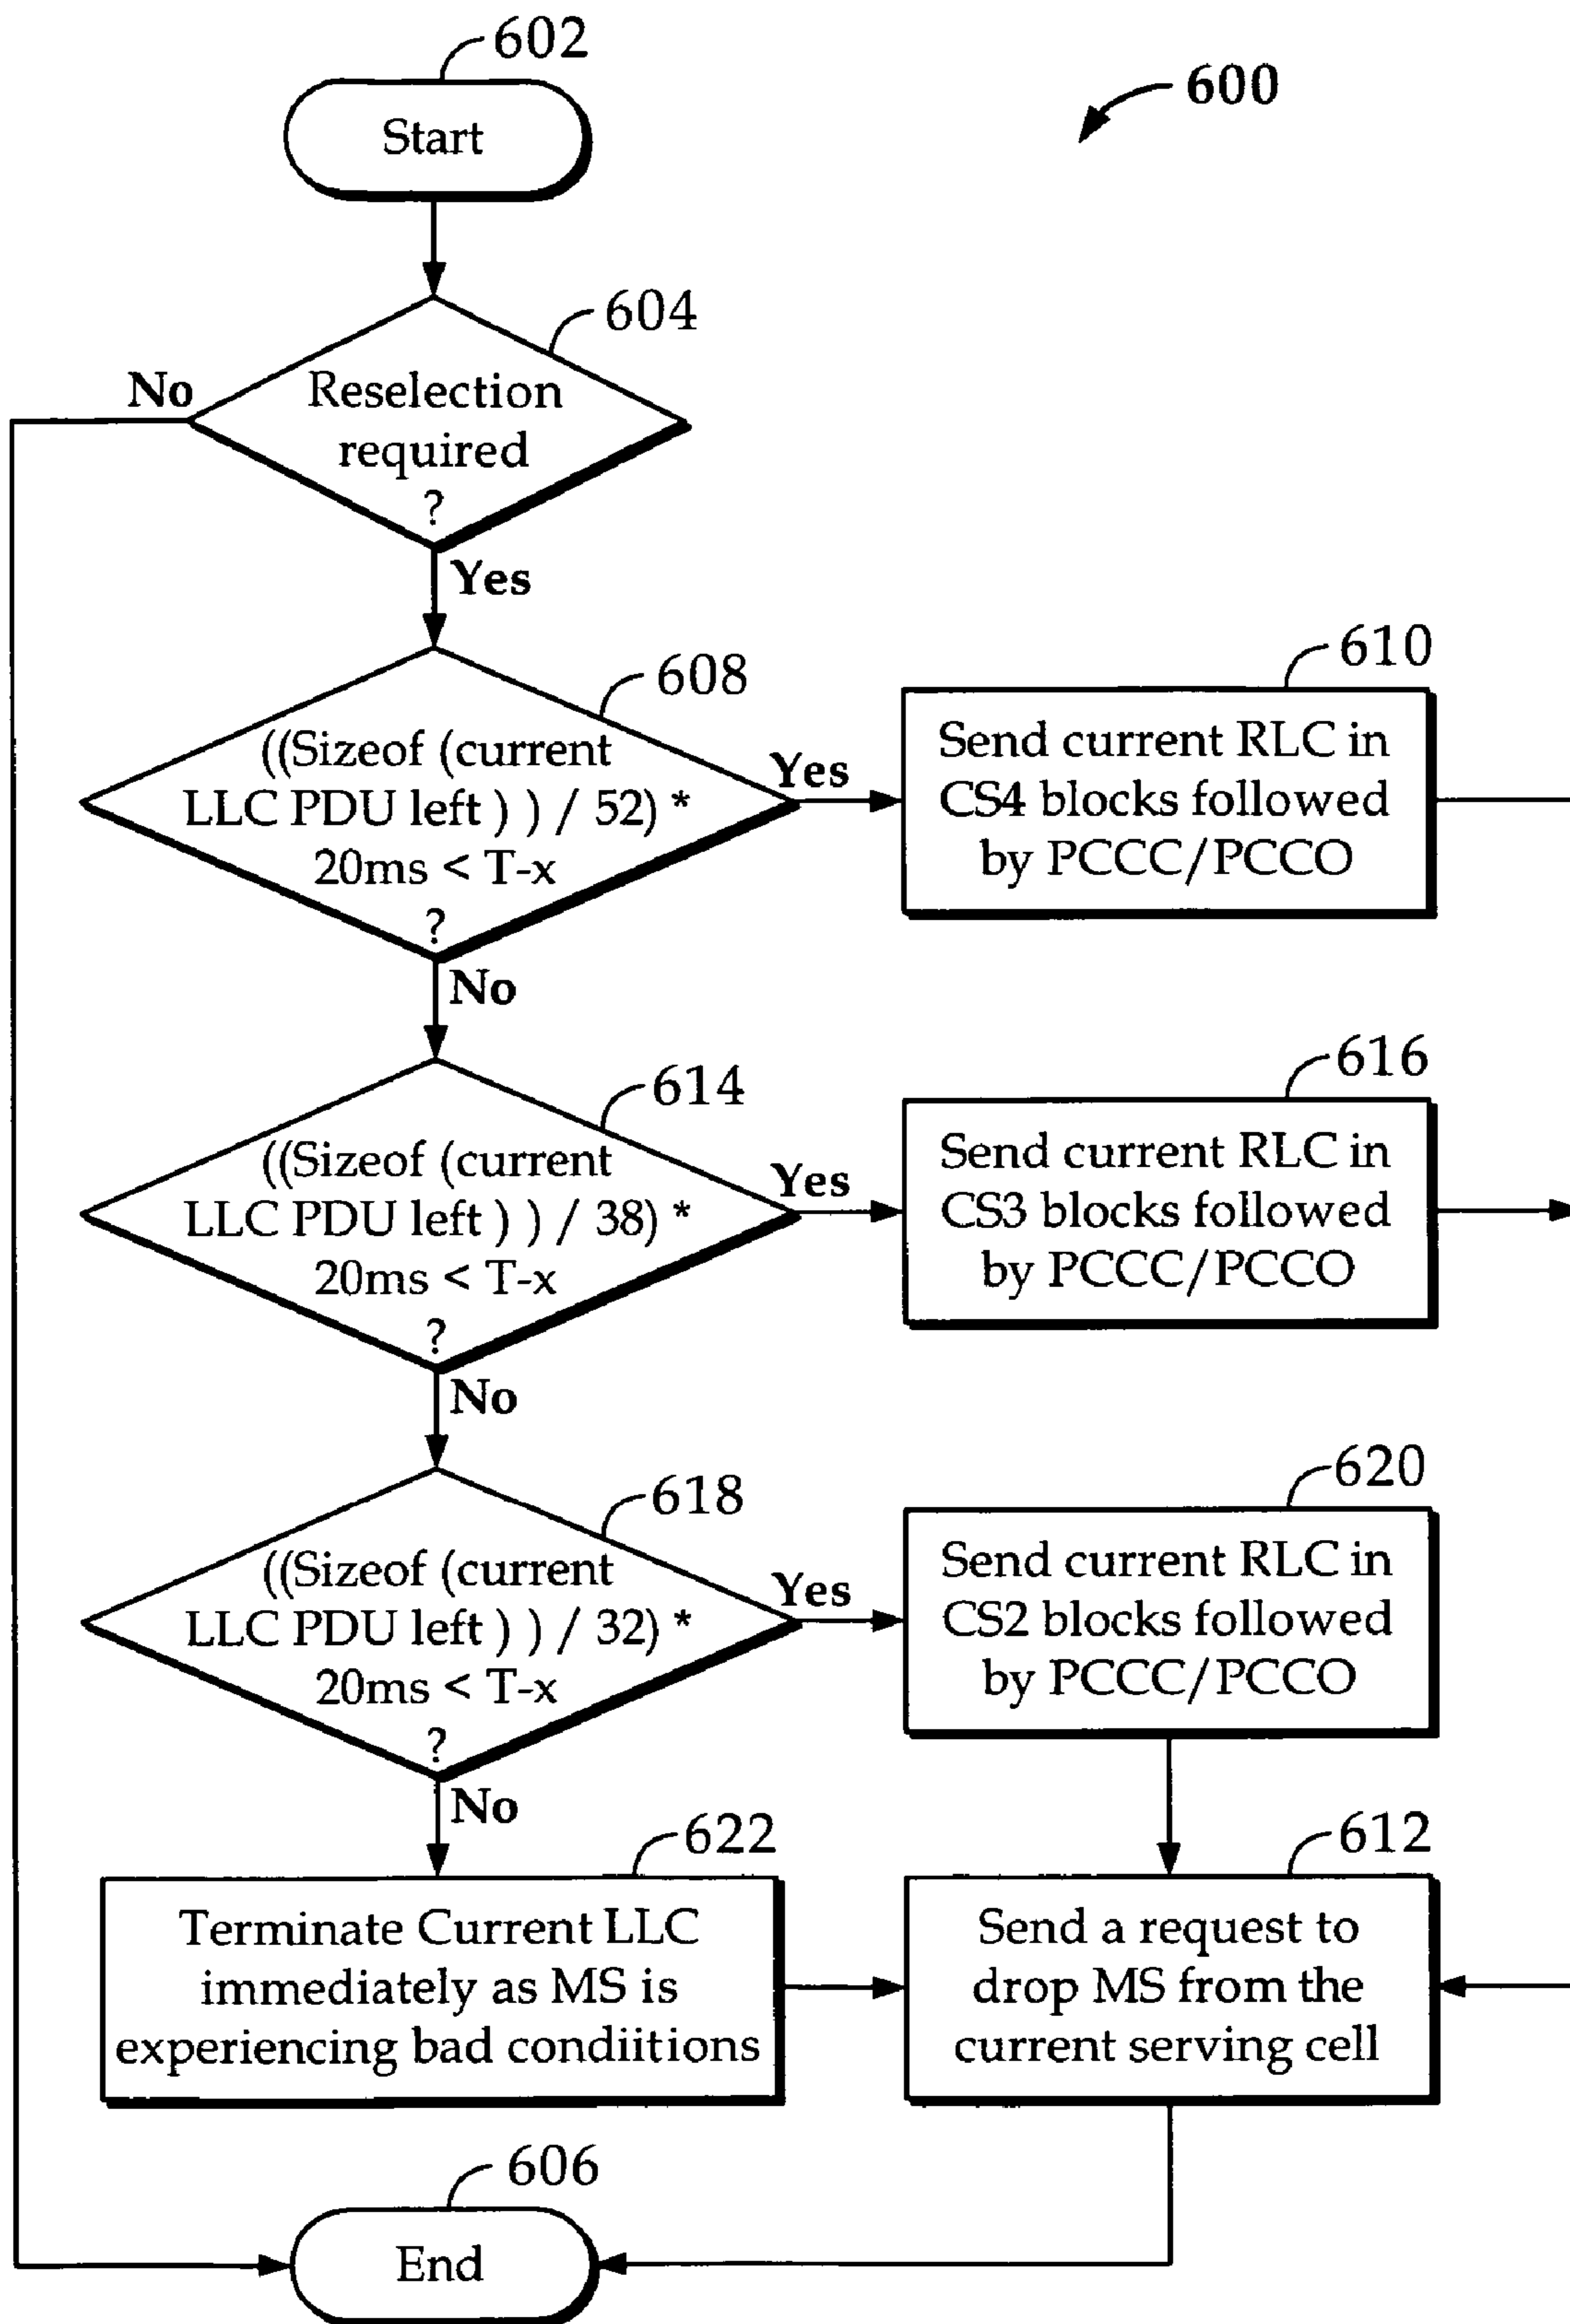 602
600
Start
604
No
Reselection
required
?
Yes
608
((Sizeof (current
LLC PDU left ) ) / 52) *
20ms < T-x
?
Yes
610
Send current RLC in
CS4 blocks followed
by PCCC/PCCO
No
614
((Sizeof (current
LLC PDU left ) ) / 38) *
20ms < T-x
?
Yes
616
Send current RLC in
CS3 blocks followed
by PCCC/PCCO
No
618
((Sizeof (current
LLC PDU left ) ) / 32) *
20ms < T-x
?
Yes
620
Send current RLC in
CS2 blocks followed
by PCCC/PCCO
No
622
Terminate Current LLC
immediately as MS is
experiencing bad condiitions
612
Send a request to
drop MS from the
current serving cell
606
End